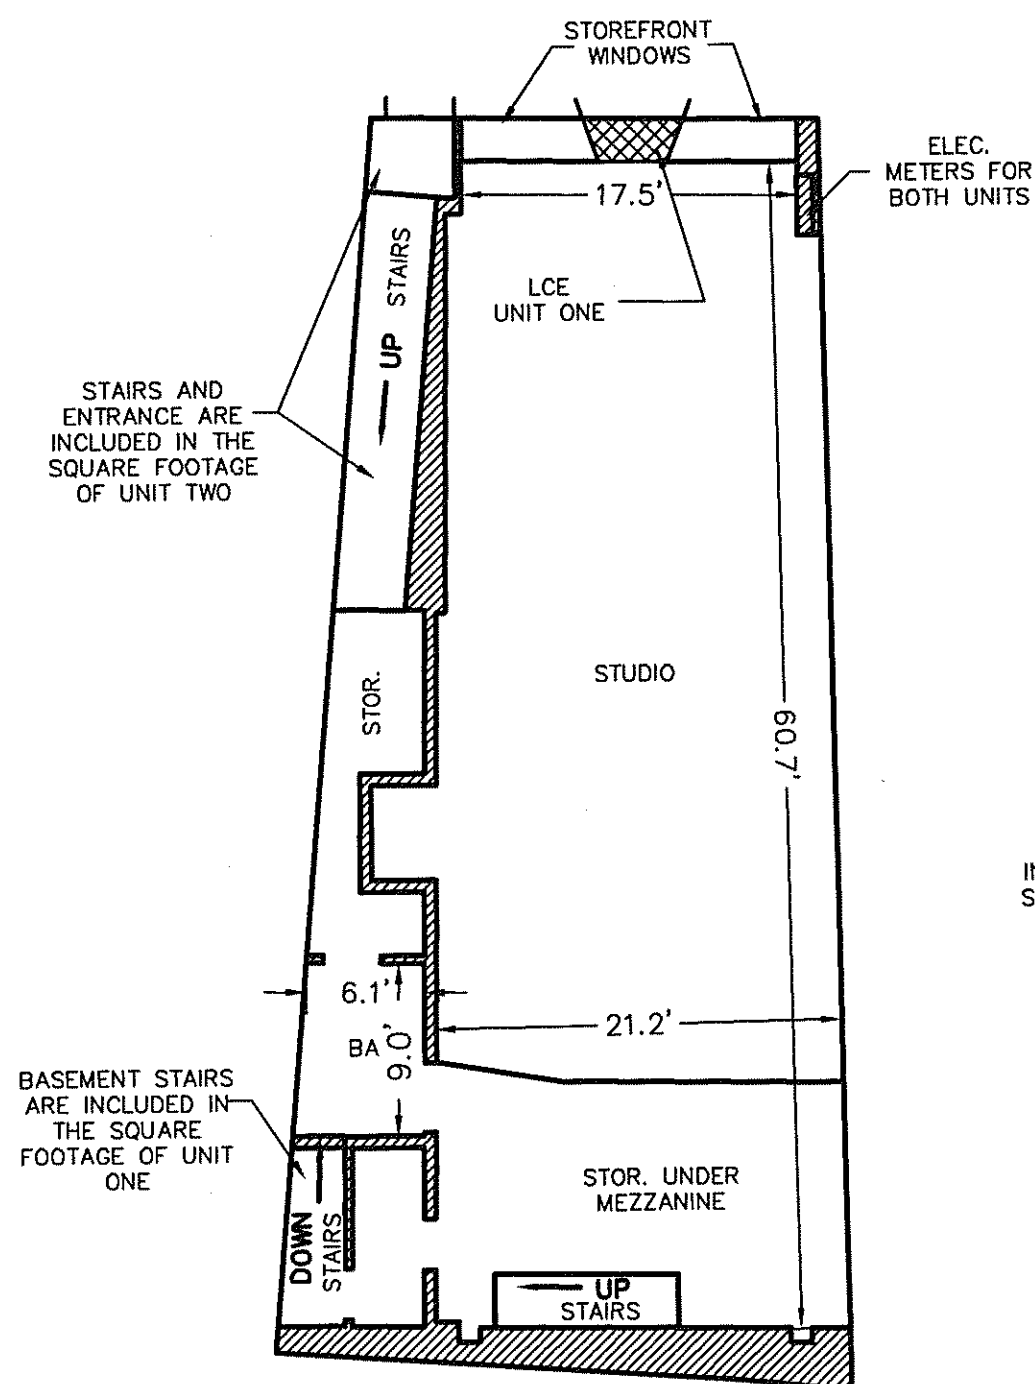 STOREFRONT
WINDOWS
ELEC.
METERS FOR
BOTH UNITS
17.5'
LCE
UNIT ONE
UP STAIRS
STAIRS AND
ENTRANCE ARE
INCLUDED IN THE
SQUARE FOOTAGE
OF UNIT TWO
STUDIO
STOR.
60.7'
6.1'
21.2'
BA
9.0'
BASEMENT STAIRS
ARE INCLUDED IN
THE SQUARE
FOOTAGE OF UNIT
ONE
STOR. UNDER
MEZZANINE
DOWN
STAIRS
UP
STAIRS